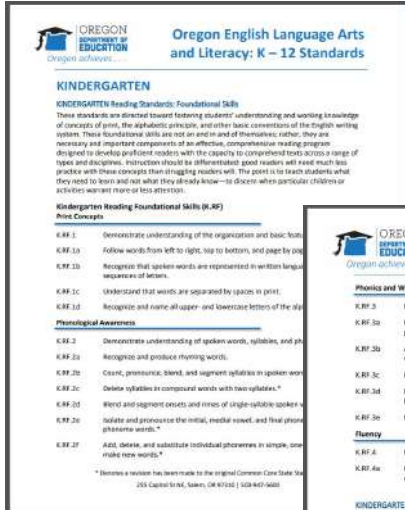 OREGON
DEPARTMENT OF
EDUCATION
Oregon achieves . . .
Oregon English Language Arts
and Literacy: K – 12 Standards
KINDERGARTEN
KINDERGARTEN Reading Standards: Foundational Skills
These standards are directed toward fostering students' understanding and working knowledge
of concepts of print, the alphabetic principle, and other basic conventions of the English writing
system. These foundational skills are not an end in and of themselves; rather, they are
necessary and important components of an effective, comprehensive reading program
designed to develop proficient readers with the capacity to comprehend texts across a range of
types and disciplines. Instruction should be differentiated: good readers will need much less
practice with these concepts than struggling readers will. The point is to teach students what
they need to learn and not what they already know—to discern when particular children or
activities warrant more or less attention.
Kindergarten Reading Foundational Skills (K.RF)
Print Concepts
K.RF.1 Demonstrate understanding of the organization and basic
K.RF.1a Follow words from left to right, top to bottom, and page by
K.RF.1b Recognize that spoken words are represented in written
sequences of letters.
K.RF.1c Understand that words are separated by spaces in print.
K.RF.1d Recognize and name all upper- and lowercase letters of the
Phonological Awareness
K.RF.2 Demonstrate understanding of spoken words, syllables, and
K.RF.2a Recognize and produce rhyming words.
K.RF.2b Count, pronounce, blend, and segment syllables in spoken
K.RF.2c Delete syllables in compound words with two syllables.*
K.RF.2d Blend and segment onsets and rimes of single-syllable spoken
K.RF.2e Isolate and pronounce the initial, medial vowel, and final
phoneme words.*
K.RF.2f Add, delete, and substitute individual phonemes in simple,
make new words.*
* Denotes a revision has been made to the original Common Core State
255 Capitol St NE, Salem, OR 97310 | 503-947-5600
Phonics and
K.RF.3
K.RF.3a
K.RF.3b
K.RF.3c
K.RF.3d
K.RF.3e
Fluency
K.RF.4
K.RF.4a